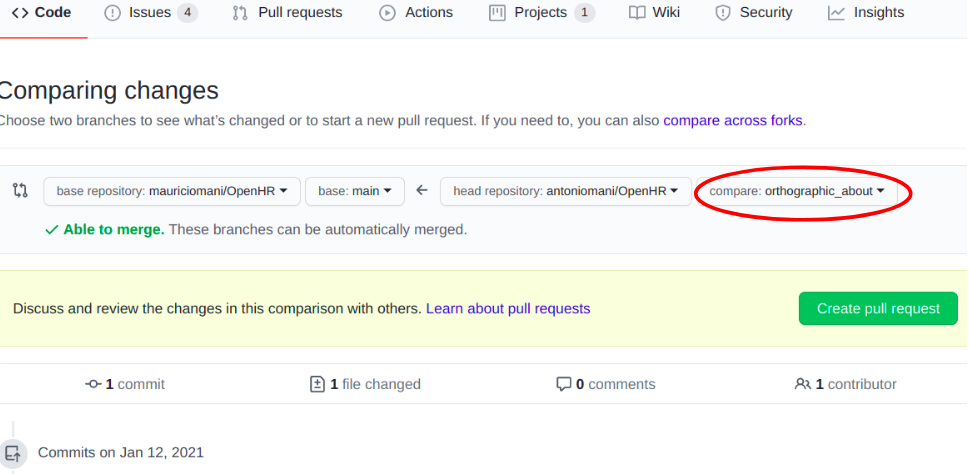 Code Issues 4 Pull requests Actions Projects 1 Wiki Security Insights
Comparing changes
Choose two branches to see what's changed or to start a new pull request. If you need to, you can also compare across forks.
base repository: mauriciomani/OpenHR base: main head repository: antoniomani/OpenHR compare: orthographic_about
Able to merge. These branches can be automatically merged.
Discuss and review the changes in this comparison with others. Learn about pull requests Create pull request
1 commit 1 file changed 0 comments 1 contributor
Commits on Jan 12, 2021